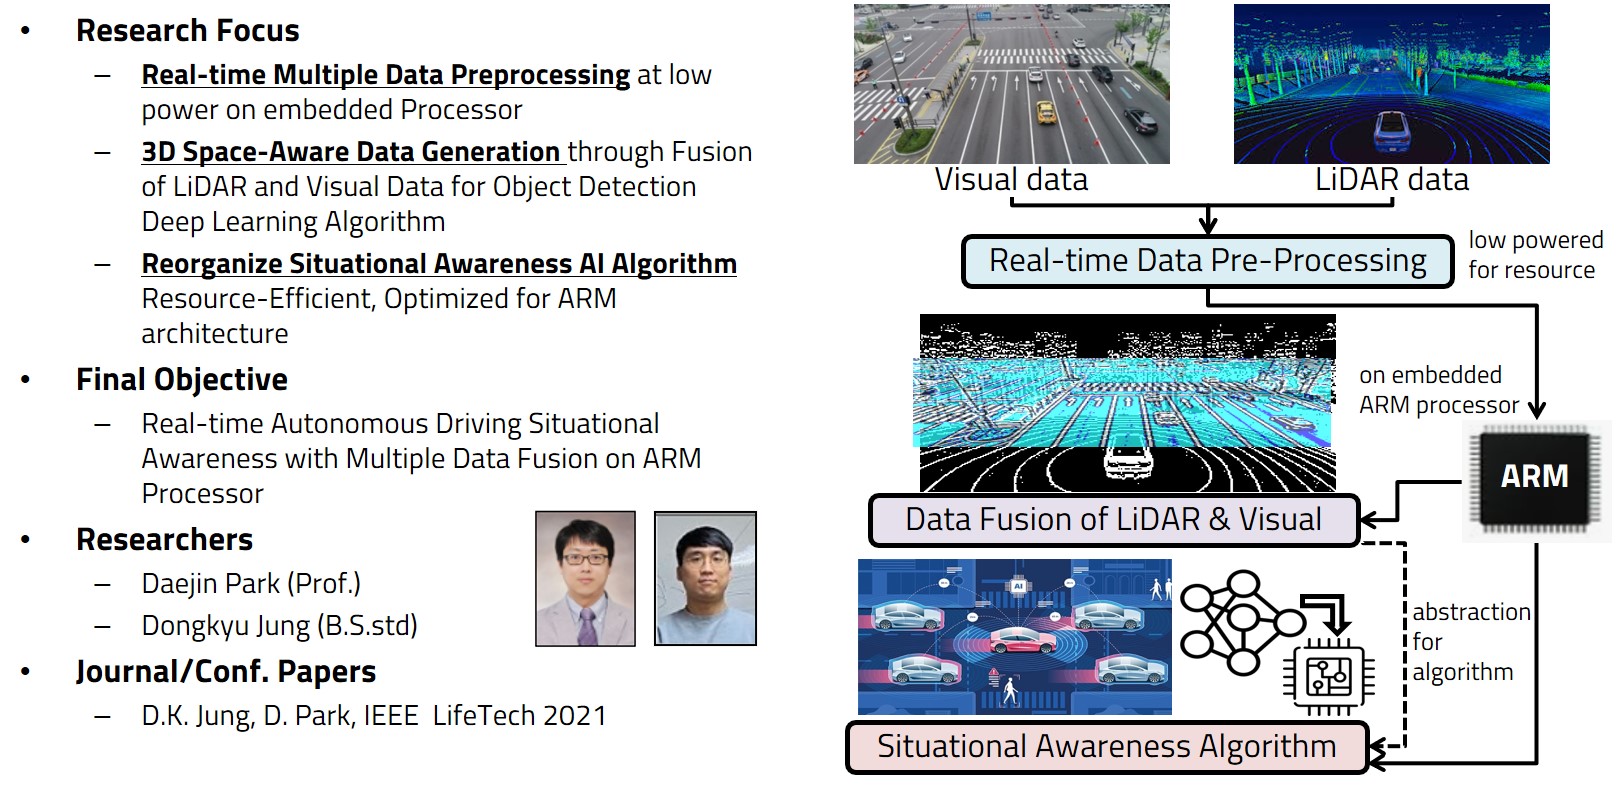 • Research Focus
– Real-time Multiple Data Preprocessing at low
power on embedded Processor
– 3D Space-Aware Data Generation through Fusion
of LiDAR and Visual Data for Object Detection
Deep Learning Algorithm
– Reorganize Situational Awareness AI Algorithm
Resource-Efficient, Optimized for ARM
architecture
• Final Objective
– Real-time Autonomous Driving Situational
Awareness with Multiple Data Fusion on ARM
Processor
• Researchers
– Daejin Park (Prof.)
– Dongkyu Jung (B.S.std)
• Journal/Conf. Papers
– D.K. Jung, D. Park, IEEE LifeTech 2021
Visual data
LiDAR data
Real-time Data Pre-Processing
low powered
for resource
on embedded
ARM processor
ARM
Data Fusion of LiDAR & Visual
AI
abstraction
for
algorithm
Situational Awareness Algorithm